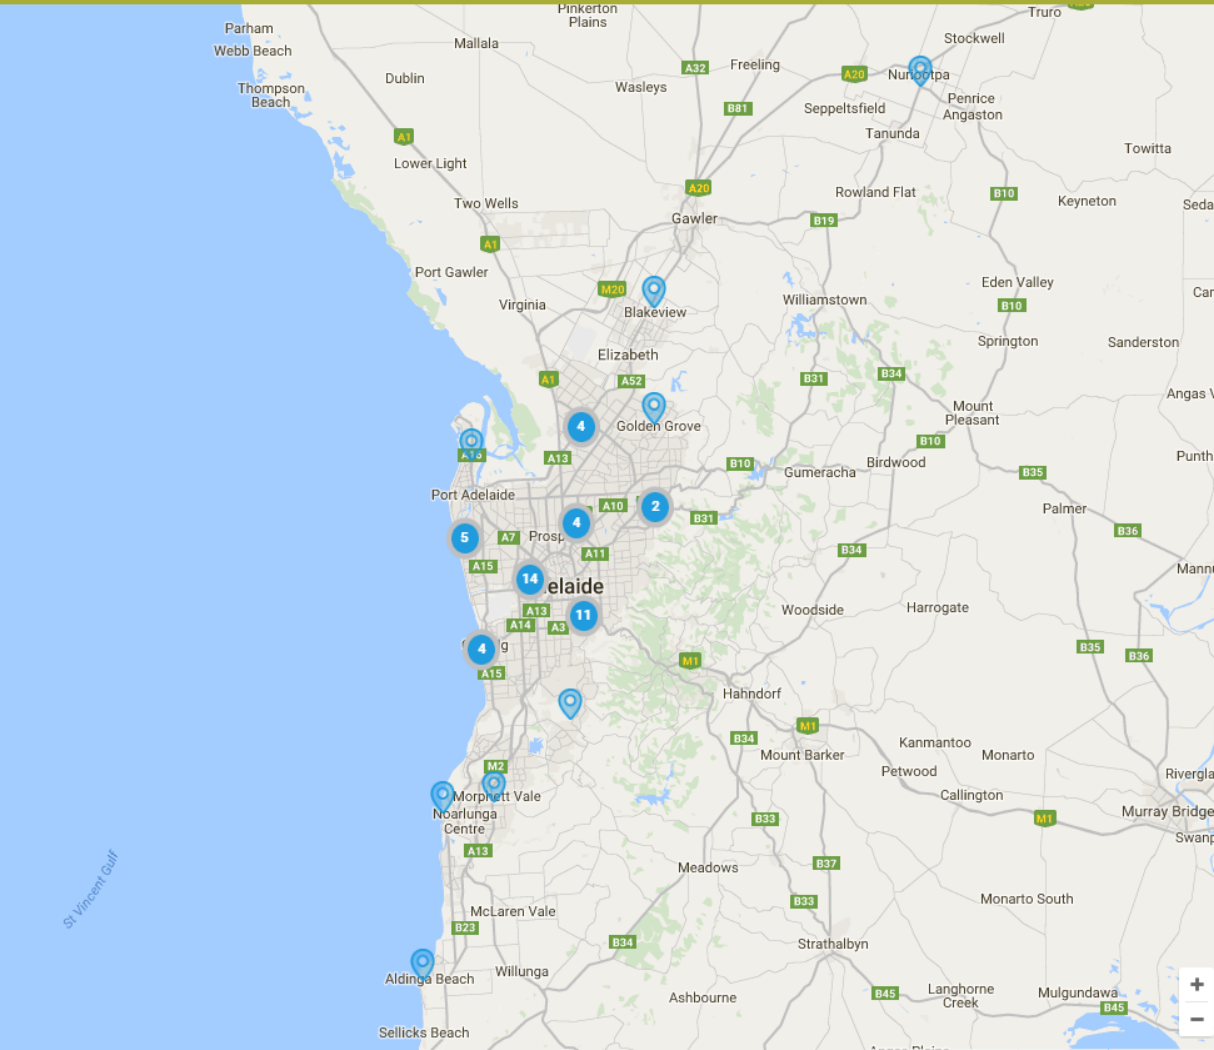 Pinkerton
Plains
Truro
Parham
Webb Beach
Mallala
Stockwell
Thompson
Beach
Dublin
A32
Freeling
A20
Wasleys
B81
Seppeltsfield
Penrice
Angaston
Tanunda
A1
Lower Light
Towitta
A20
Rowland Flat
B10
Keyneton
Seda
Two Wells
Gawler
B19
A1
Port Gawler
Eden Valley
M20
Virginia
Blakeview
Williamstown
B10
Springton
Sanderston
Elizabeth
A1
A52
B31
B34
Angas V
Mount
Pleasant
4
Golden Grove
B10
A13
B10
Gumeracha
Birdwood
Punth
B35
Port Adelaide
A10
2
B31
Palmer
4
5
A7
Prosp
A11
B34
B36
A15
14
elaide
Mannu
A13
11
Woodside
Harrogate
A14
A3
4
lg
A15
M1
B35
B36
Hahndorf
M1
B34
Mount Barker
Kanmantoo
Monarto
M2
Petwood
Rivergla
Morphett Vale
Callington
Noarlunga
Centre
B33
M1
Murray Bridge
Swanp
A13
B37
Meadows
St Vincent Gulf
B33
Monarto South
McLaren Vale
B23
B34
Strathalbyn
Aldinga Beach
Willunga
+
Ashbourne
B45
Langhorne
Creek
Mulgundawa
B45
−
Sellicks Beach